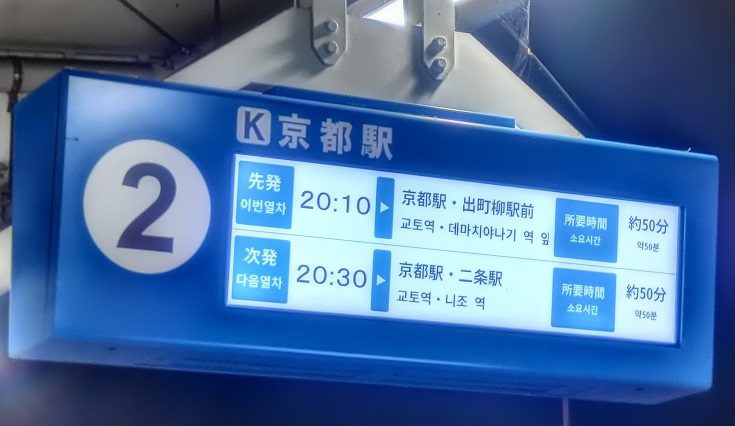 2
K 京都駅
先発 20:10 ▶ 京都駅・出町柳駅前 所要時間 約50分
이번열차 교토역・데마치야나기 역 앞 소요시간 약50분
次発 20:30 ▶ 京都駅・二条駅 所要時間 約50分
다음열차 교토역・니조 역 소요시간 약50분